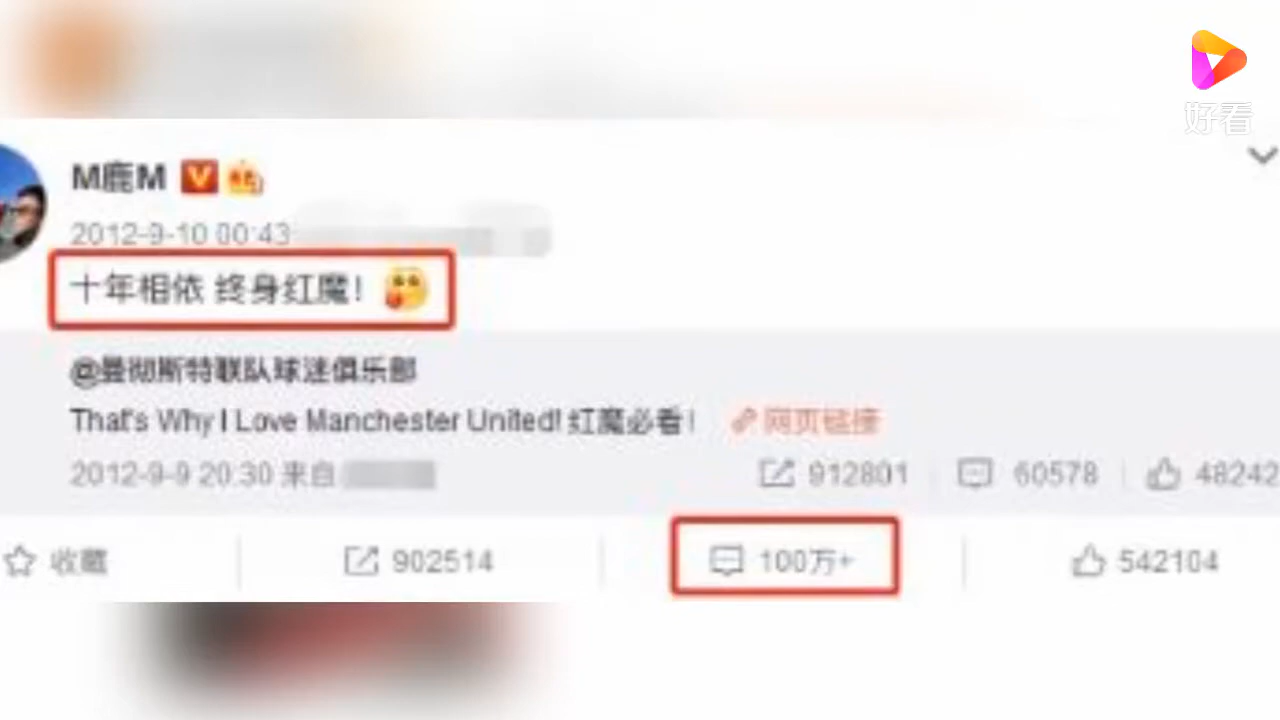 好看
M鹿M
2012-9-10 00:43
十年相依 终身红魔！
@曼彻斯特联队球迷俱乐部
That's Why I Love Manchester United! 红魔必看！ 网页链接
2012-9-9 20:30 来自
912801 60578 48242
收藏 902514 100万+ 542104